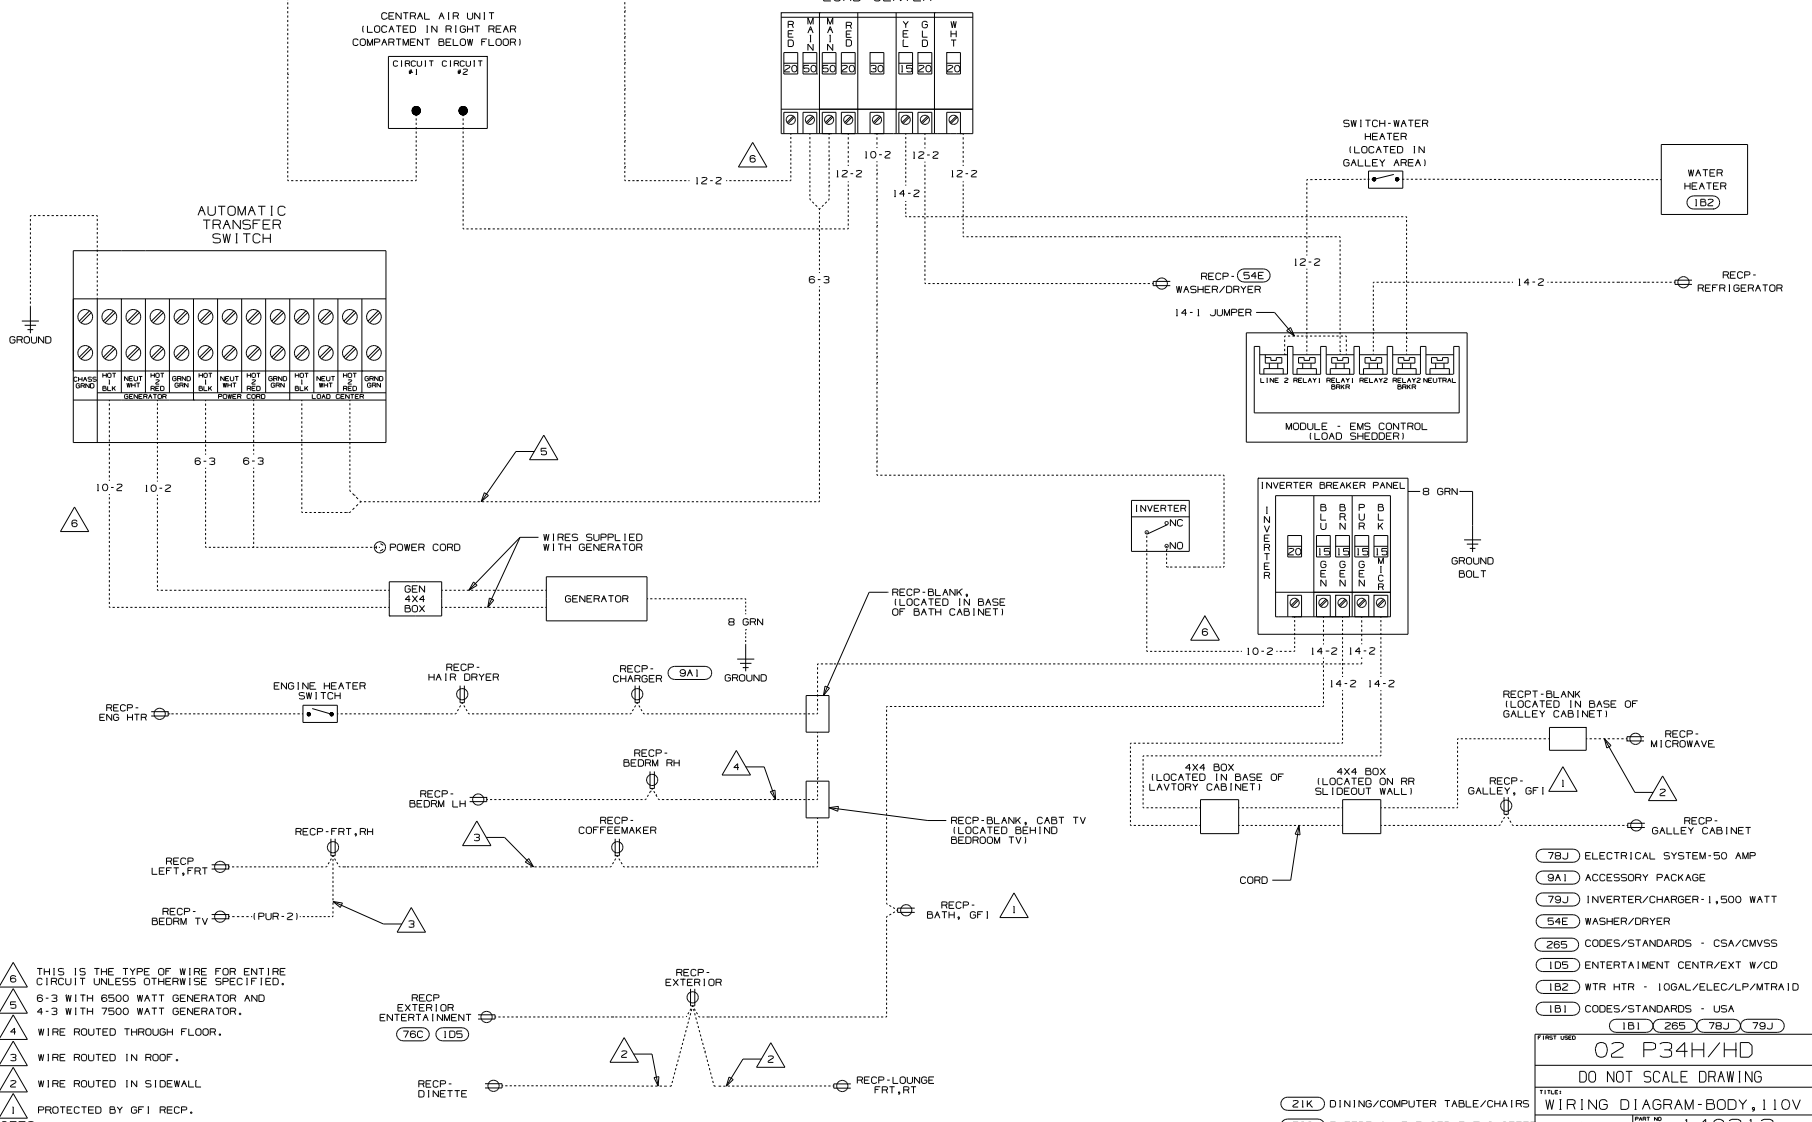 CENTRAL AIR UNIT
(LOCATED IN RIGHT REAR
COMPARTMENT BELOW FLOOR)
CIRCUIT CIRCUIT
#1 #2
RED MAIN MAIN RED YEL GLD WHT
20 50 50 20 30 15 20 20
6
12-2
12-2
10-2
12-2
14-2
12-2
6-3
SWITCH-WATER
HEATER
(LOCATED IN
GALLEY AREA)
WATER
HEATER
1B2
12-2
RECP- 54E
WASHER/DRYER
14-1 JUMPER
14-2
RECP-
REFRIGERATOR
LINE 2 RELAY1 RELAY1 BRKR RELAY2 RELAY2 BRKR NEUTRAL
MODULE - EMS CONTROL
(LOAD SHEDDER)
AUTOMATIC
TRANSFER
SWITCH
GROUND
CHASS GRND
HOT 1 BLK
NEUT WHT
HOT 2 RED
GRND GRN
HOT 1 BLK
NEUT WHT
HOT 2 RED
GRND GRN
HOT 1 BLK
NEUT WHT
HOT 2 RED
GRND GRN
GENERATOR POWER CORD LOAD CENTER
6-3 6-3
10-2 10-2
5
6
POWER CORD
WIRES SUPPLIED
WITH GENERATOR
GEN
4X4
BOX
GENERATOR
8 GRN
GROUND
INVERTER
NC
NO
6
INVERTER BREAKER PANEL
INVERTER
BLU BRN PUR BLK
20 15 15 15 15
GEN GEN GEN MICR
8 GRN
GROUND
BOLT
10-2 14-2 14-2
14-2 14-2
RECP-BLANK,
(LOCATED IN BASE
OF BATH CABINET)
RECP-
ENG HTR
ENGINE HEATER
SWITCH
RECP-
HAIR DRYER
RECP-
CHARGER
9A1
RECP-
BEDRM RH
4
RECP-
BEDRM LH
RECP-BLANK, CABT TV
(LOCATED BEHIND
BEDROOM TV)
RECP-FRT,RH
3
RECP-
COFFEEMAKER
RECP
LEFT,FRT
RECP-
BEDRM TV
(PUR-2)
3
RECPT-BLANK
(LOCATED IN BASE OF
GALLEY CABINET)
RECP-
MICROWAVE
4X4 BOX
(LOCATED IN BASE OF
LAVTORY CABINET)
4X4 BOX
(LOCATED ON RR
SLIDEOUT WALL)
RECP-
GALLEY, GFI
1
2
RECP-
GALLEY CABINET
CORD
RECP-
BATH, GFI
1
RECP
EXTERIOR
ENTERTAINMENT
76C 1D5
RECP-
EXTERIOR
2
2
RECP-
DINETTE
RECP-LOUNGE
FRT,RT
6 THIS IS THE TYPE OF WIRE FOR ENTIRE
CIRCUIT UNLESS OTHERWISE SPECIFIED.
5 6-3 WITH 6500 WATT GENERATOR AND
4-3 WITH 7500 WATT GENERATOR.
4 WIRE ROUTED THROUGH FLOOR.
3 WIRE ROUTED IN ROOF.
2 WIRE ROUTED IN SIDEWALL
1 PROTECTED BY GFI RECP.
78J ELECTRICAL SYSTEM-50 AMP
9A1 ACCESSORY PACKAGE
79J INVERTER/CHARGER-1,500 WATT
54E WASHER/DRYER
265 CODES/STANDARDS - CSA/CMVSS
1D5 ENTERTAIMENT CENTR/EXT W/CD
1B2 WTR HTR - 10GAL/ELEC/LP/MTRAID
1B1 CODES/STANDARDS - USA
1B1 265 78J 79J
FIRST USED
02 P34H/HD
DO NOT SCALE DRAWING
TITLE:
WIRING DIAGRAM-BODY,110V
PART NO
21K DINING/COMPUTER TABLE/CHAIRS